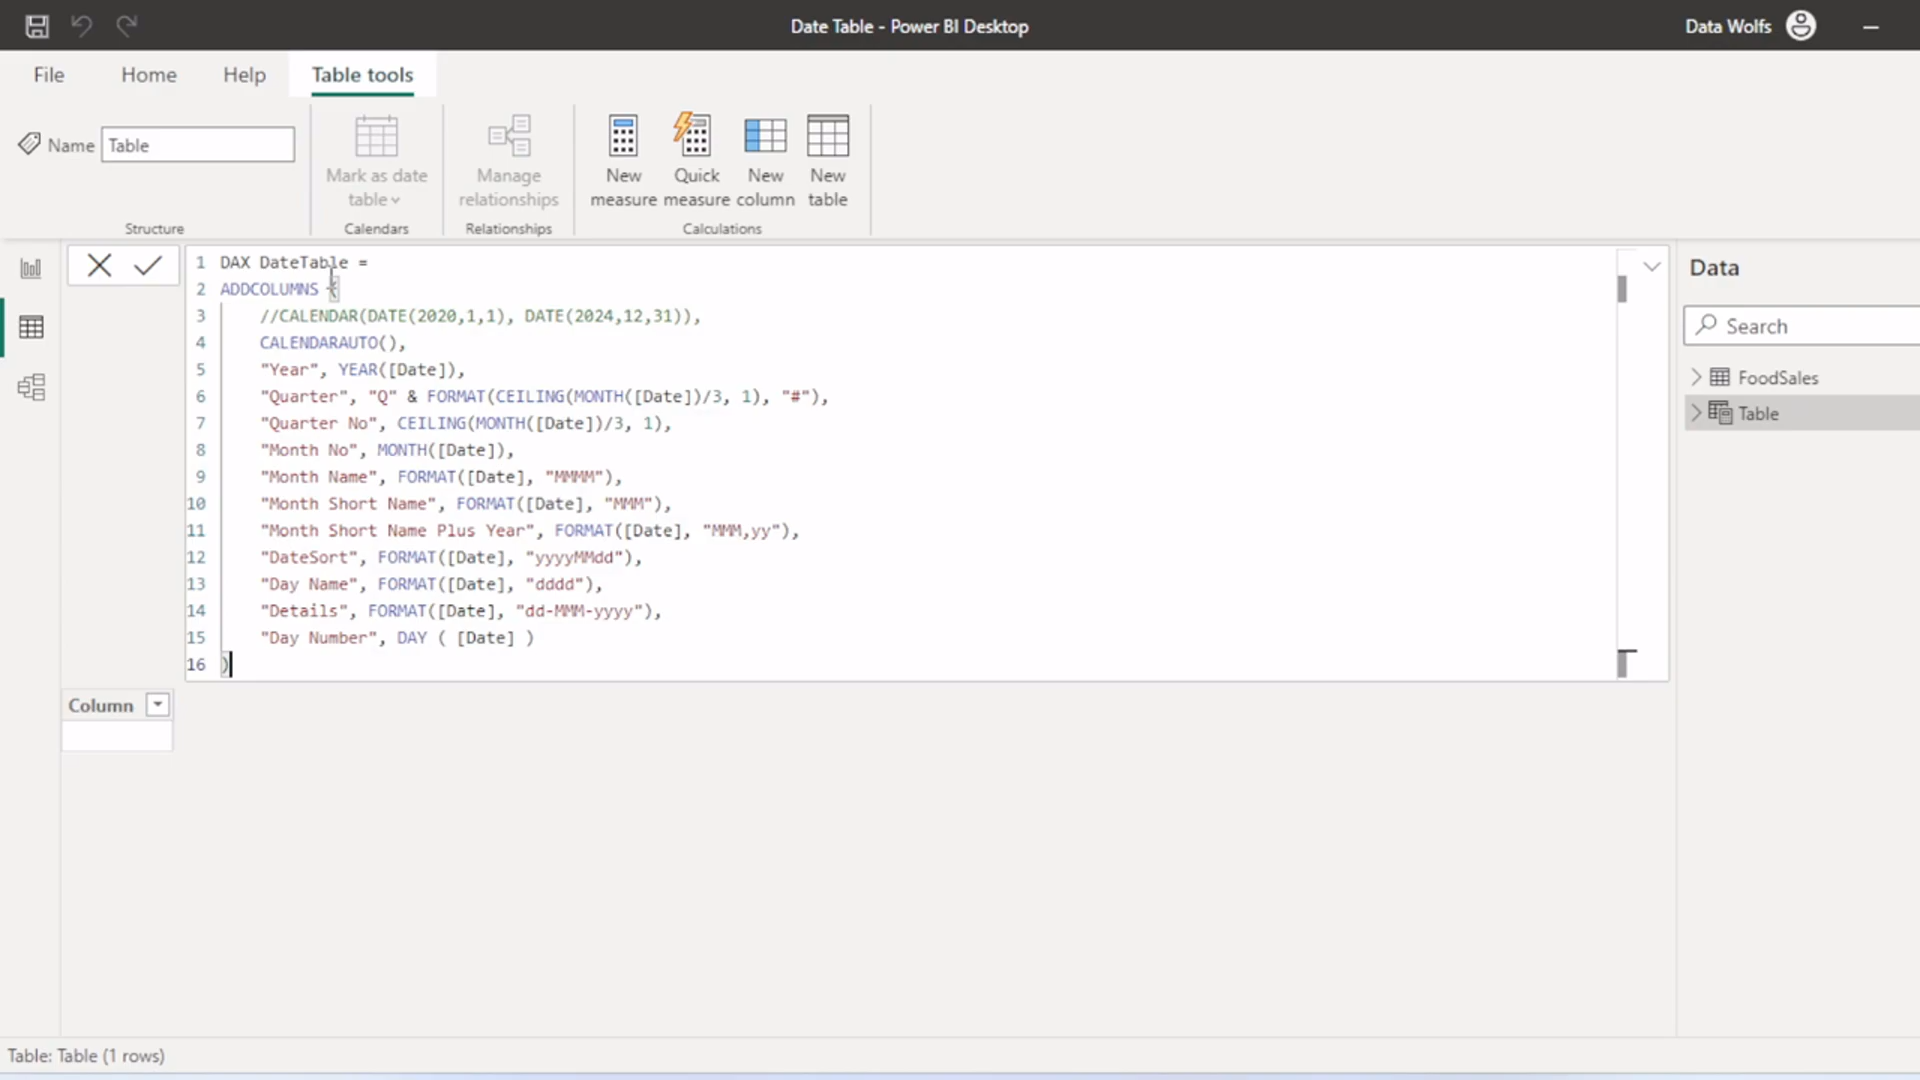 Date Table - Power BI Desktop
Data Wolfs
File
Home
Help
Table tools
Name
Table
Mark as date
table
Manage
relationships
New
measure
Quick
measure
New
column
New
table
Structure
Calendars
Relationships
Calculations
1 DAX DateTable =
2 ADDCOLUMNS (
3 //CALENDAR(DATE(2020,1,1), DATE(2024,12,31)),
4 CALENDARAUTO(),
5 "Year", YEAR([Date]),
6 "Quarter", "Q" & FORMAT(CEILING(MONTH([Date])/3, 1), "#"),
7 "Quarter No", CEILING(MONTH([Date])/3, 1),
8 "Month No", MONTH([Date]),
9 "Month Name", FORMAT([Date], "MMMM"),
10 "Month Short Name", FORMAT([Date], "MMM"),
11 "Month Short Name Plus Year", FORMAT([Date], "MMM,yy"),
12 "DateSort", FORMAT([Date], "yyyyMMdd"),
13 "Day Name", FORMAT([Date], "dddd"),
14 "Details", FORMAT([Date], "dd-MMM-yyyy"),
15 "Day Number", DAY ( [Date] )
16 )
Data
Search
FoodSales
Table
Column
Table: Table (1 rows)